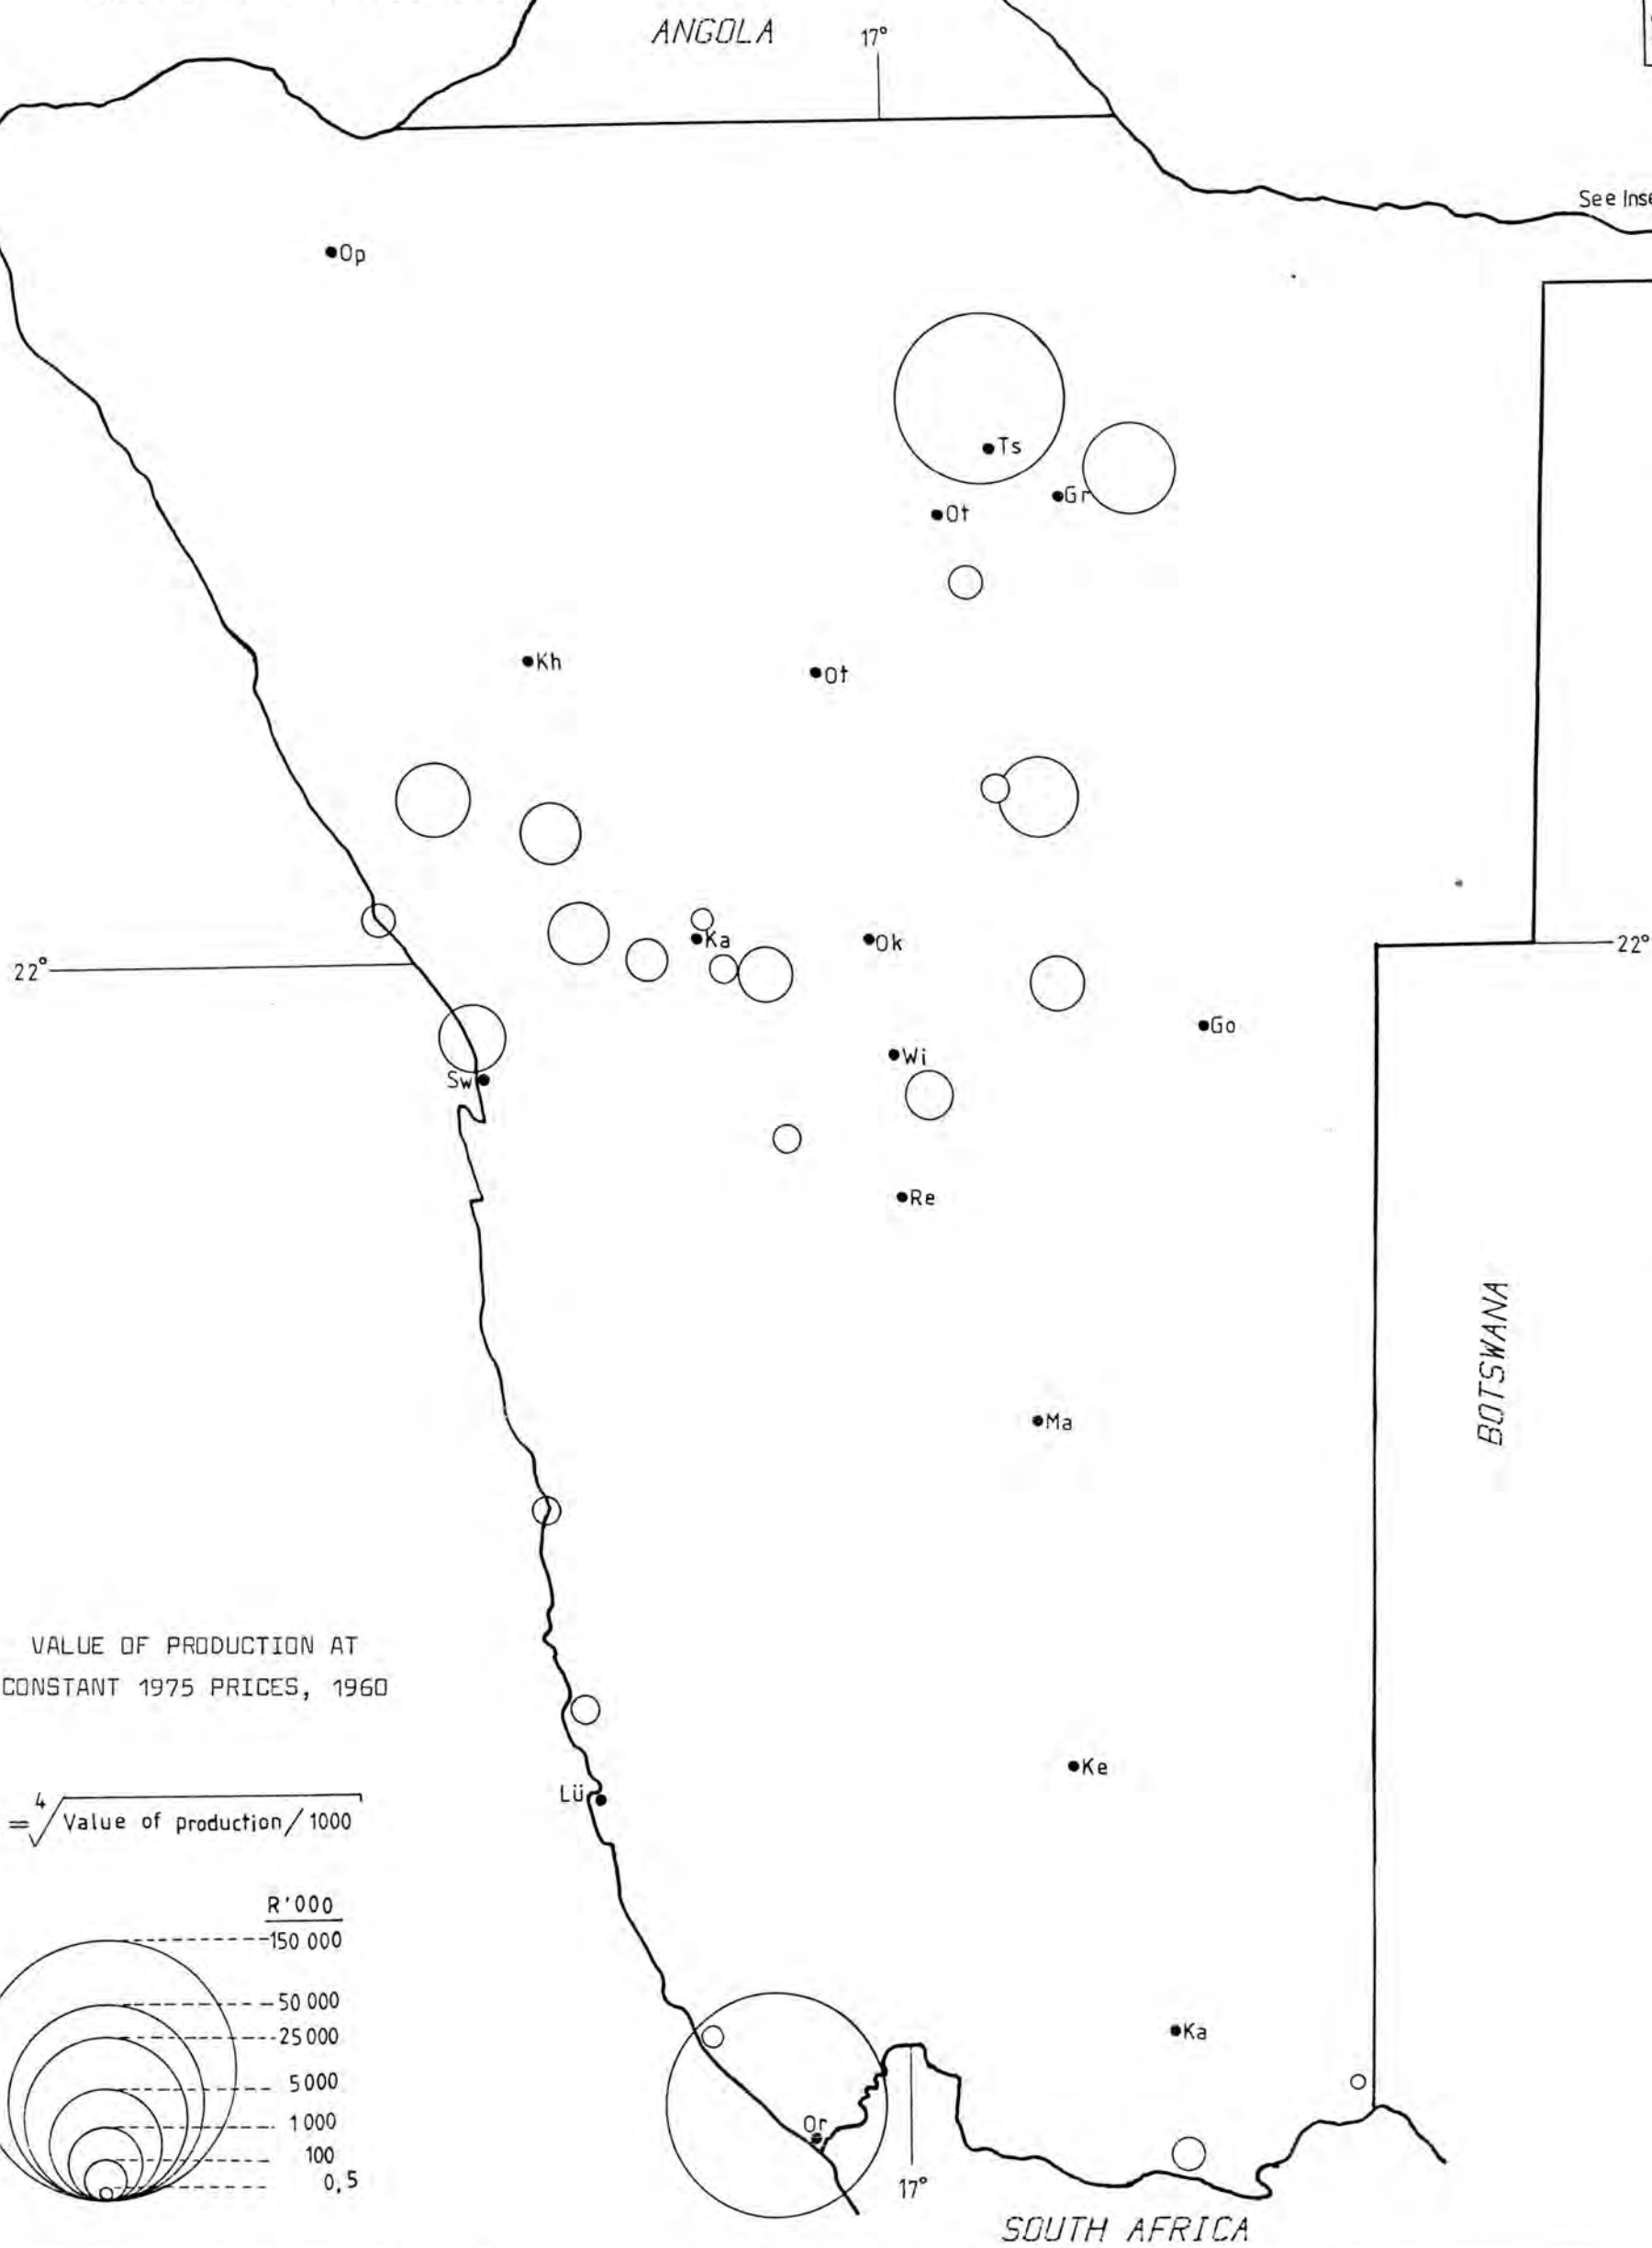 ANGOLA
17°
See Inse
Op
Ts
Gr
Ot
Kh
Ot
Ka
Ok
22°
22°
Go
Wi
Sw
Re
BOTSWANA
Ma
VALUE OF PRODUCTION AT
CONSTANT 1975 PRICES, 1960
Ke
Lü
= 4√Value of production/1000
R'000
150 000
50 000
25 000
5 000
1 000
100
0,5
Ka
Or
17°
SOUTH AFRICA